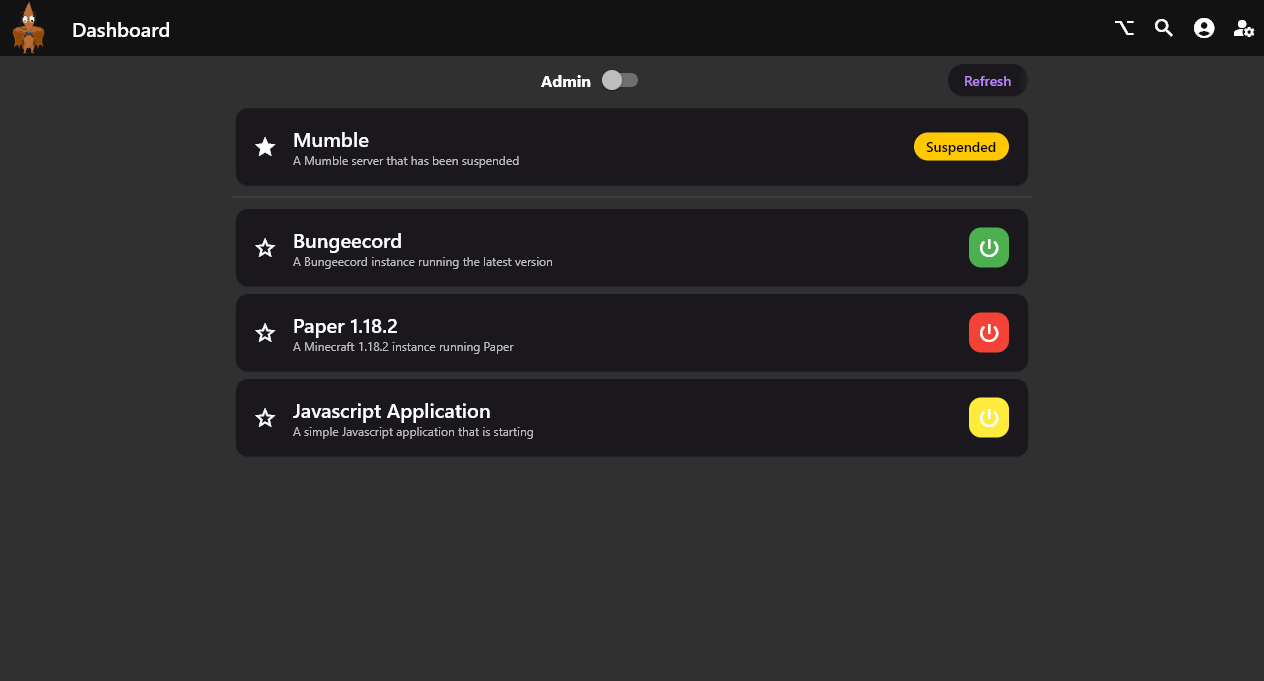 Dashboard
Admin
Refresh
Mumble
A Mumble server that has been suspended
Suspended
Bungeecord
A Bungeecord instance running the latest version
Paper 1.18.2
A Minecraft 1.18.2 instance running Paper
Javascript Application
A simple Javascript application that is starting